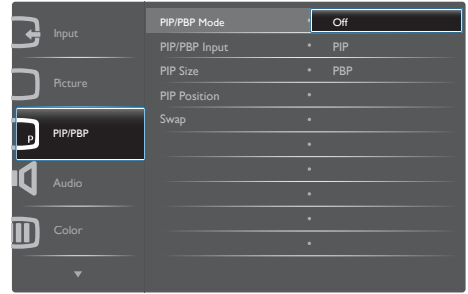 Input
Picture
P
PIP/PBP
Audio
Color
PIP/PBP Mode
Off
PIP/PBP Input
PIP
PIP Size
PBP
PIP Position
Swap